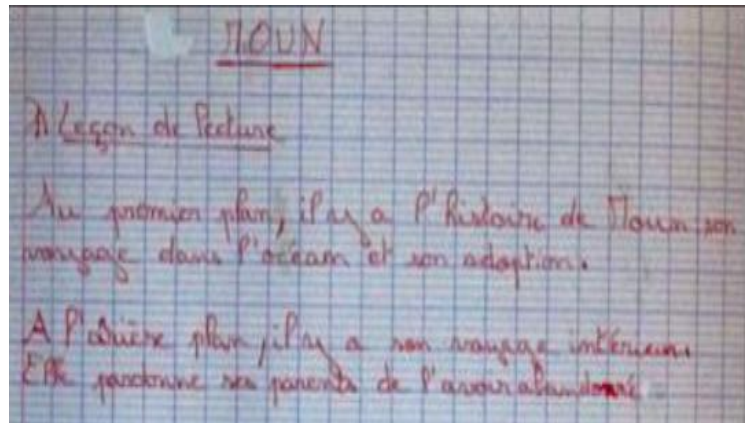 MOUN
1) Leçon de lecture
Au premier plan, il y a l'histoire de Moun son
voyage dans l'océan et son adoption.
A l'arrière plan, il y a son voyage intérieur.
Elle pardonne ses parents de l'avoir abandonné.